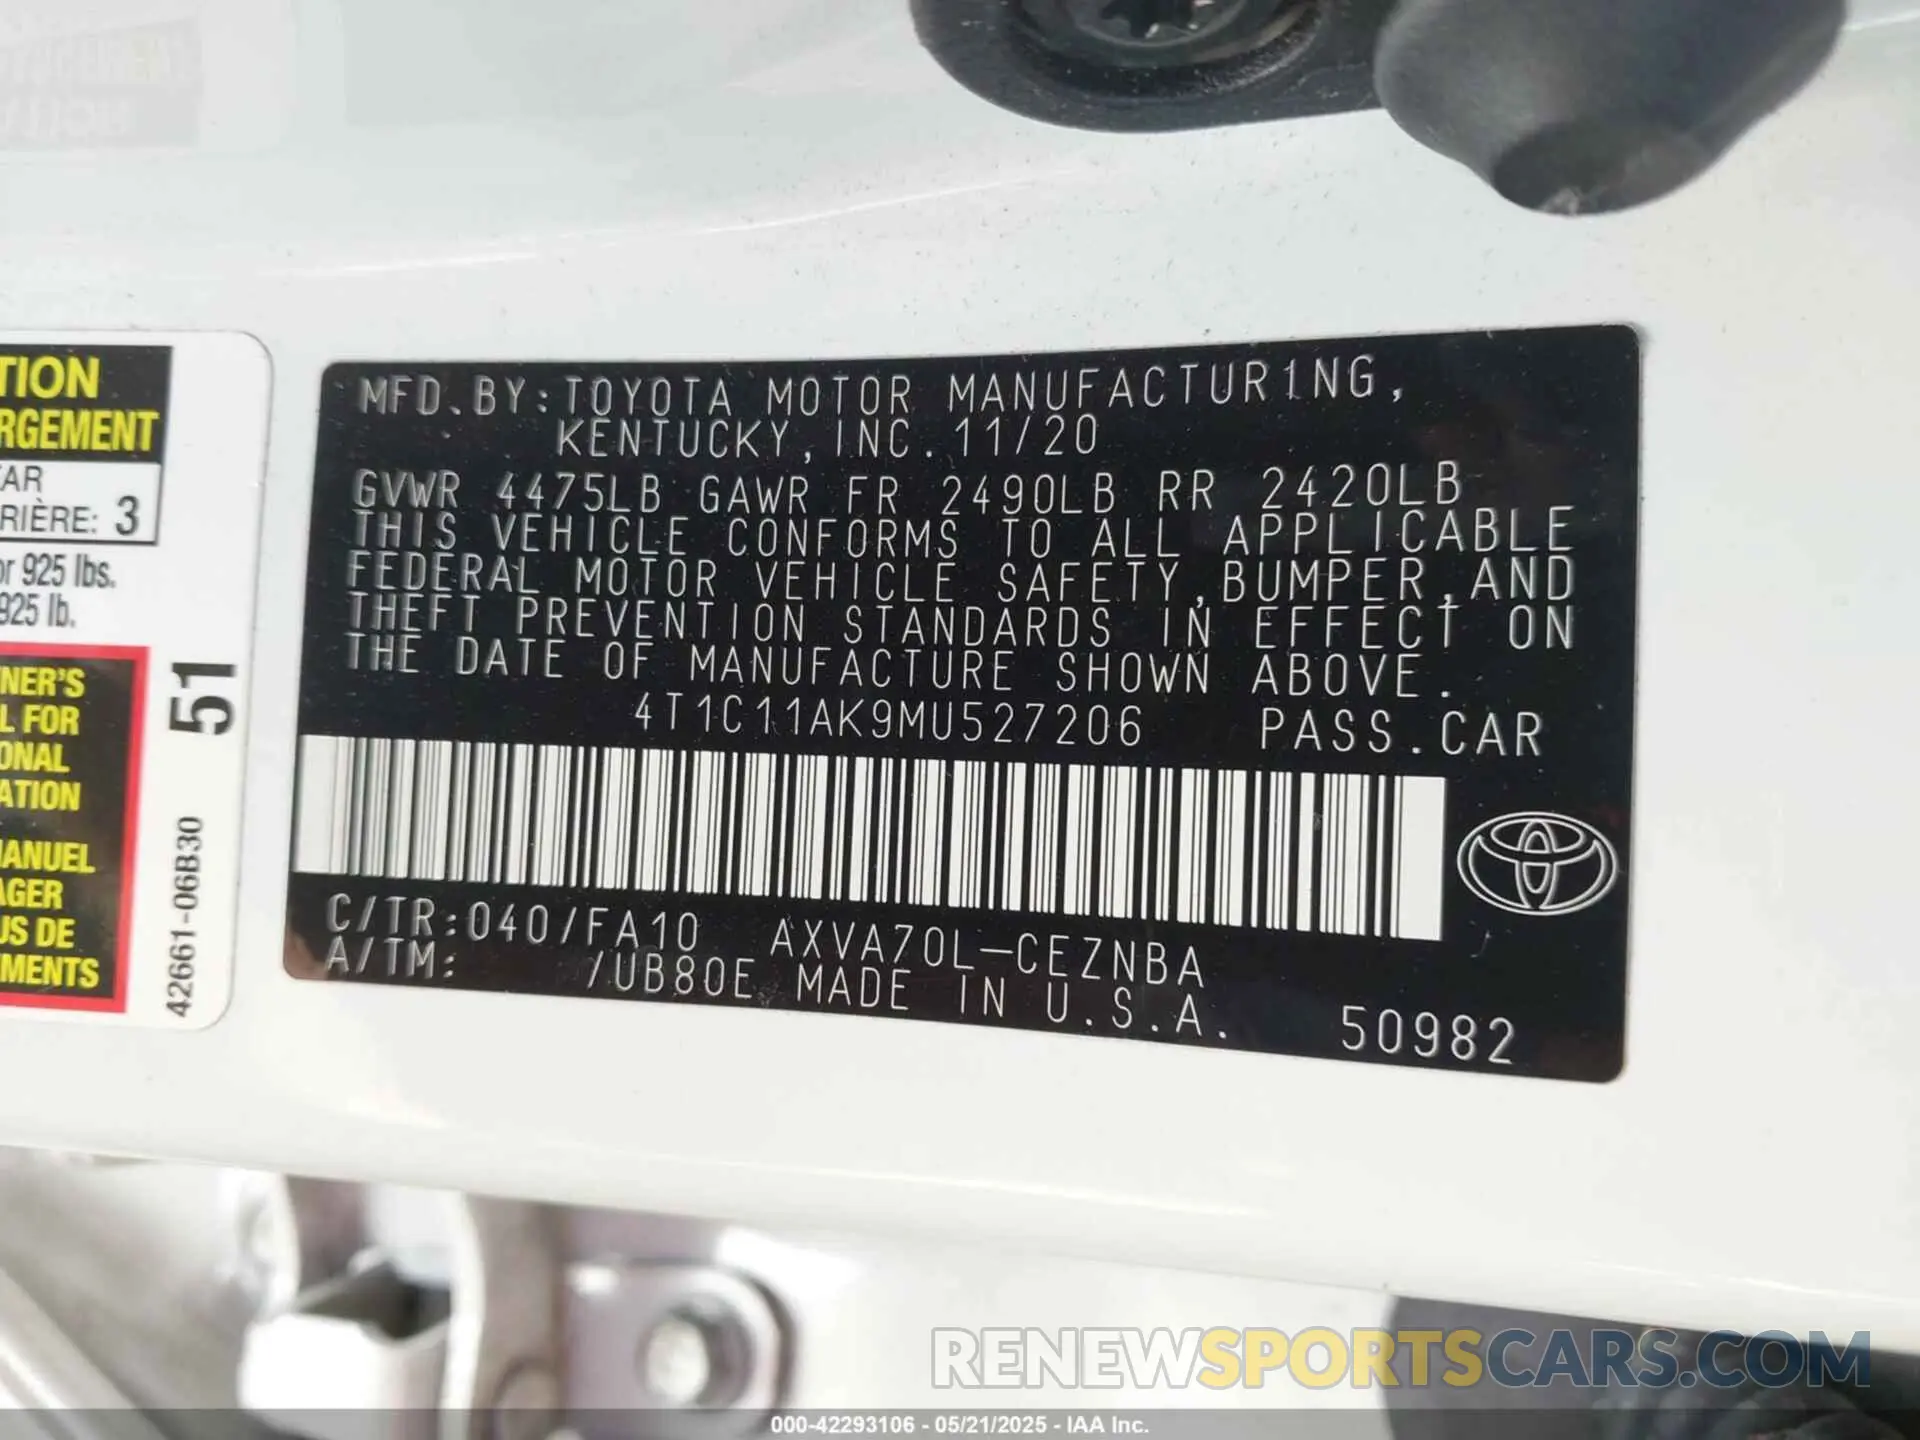 TION
RGEMENT
AR
RIÈRE: 3
or 925 lbs.
925 lb.
NER'S
L FOR
ONAL
ATION
MANUEL
AGER
US DE
MENTS
51
42661-06B30
MFD. BY: TOYOTA MOTOR MANUFACTUR1NG,
KENTUCKY, INC. 11/20
GVWR 4475LB GAWR FR 2490LB RR 2420LB
THIS VEHICLE CONFORMS TO ALL APPLICABLE
FEDERAL MOTOR VEHICLE SAFETY, BUMPER, AND
THEFT PREVENTION STANDARDS IN EFFECT ON
THE DATE OF MANUFACTURE SHOWN ABOVE.
4T1C11AK9MU527206 PASS. CAR
C/TR: 040/FA10 AXVA70L-CEZNBA
A/TM: /UB80E MADE IN U.S.A.
50982
RENEWSPORTSCARS.COM
000-42293106 - 05/21/2025 - IAA Inc.